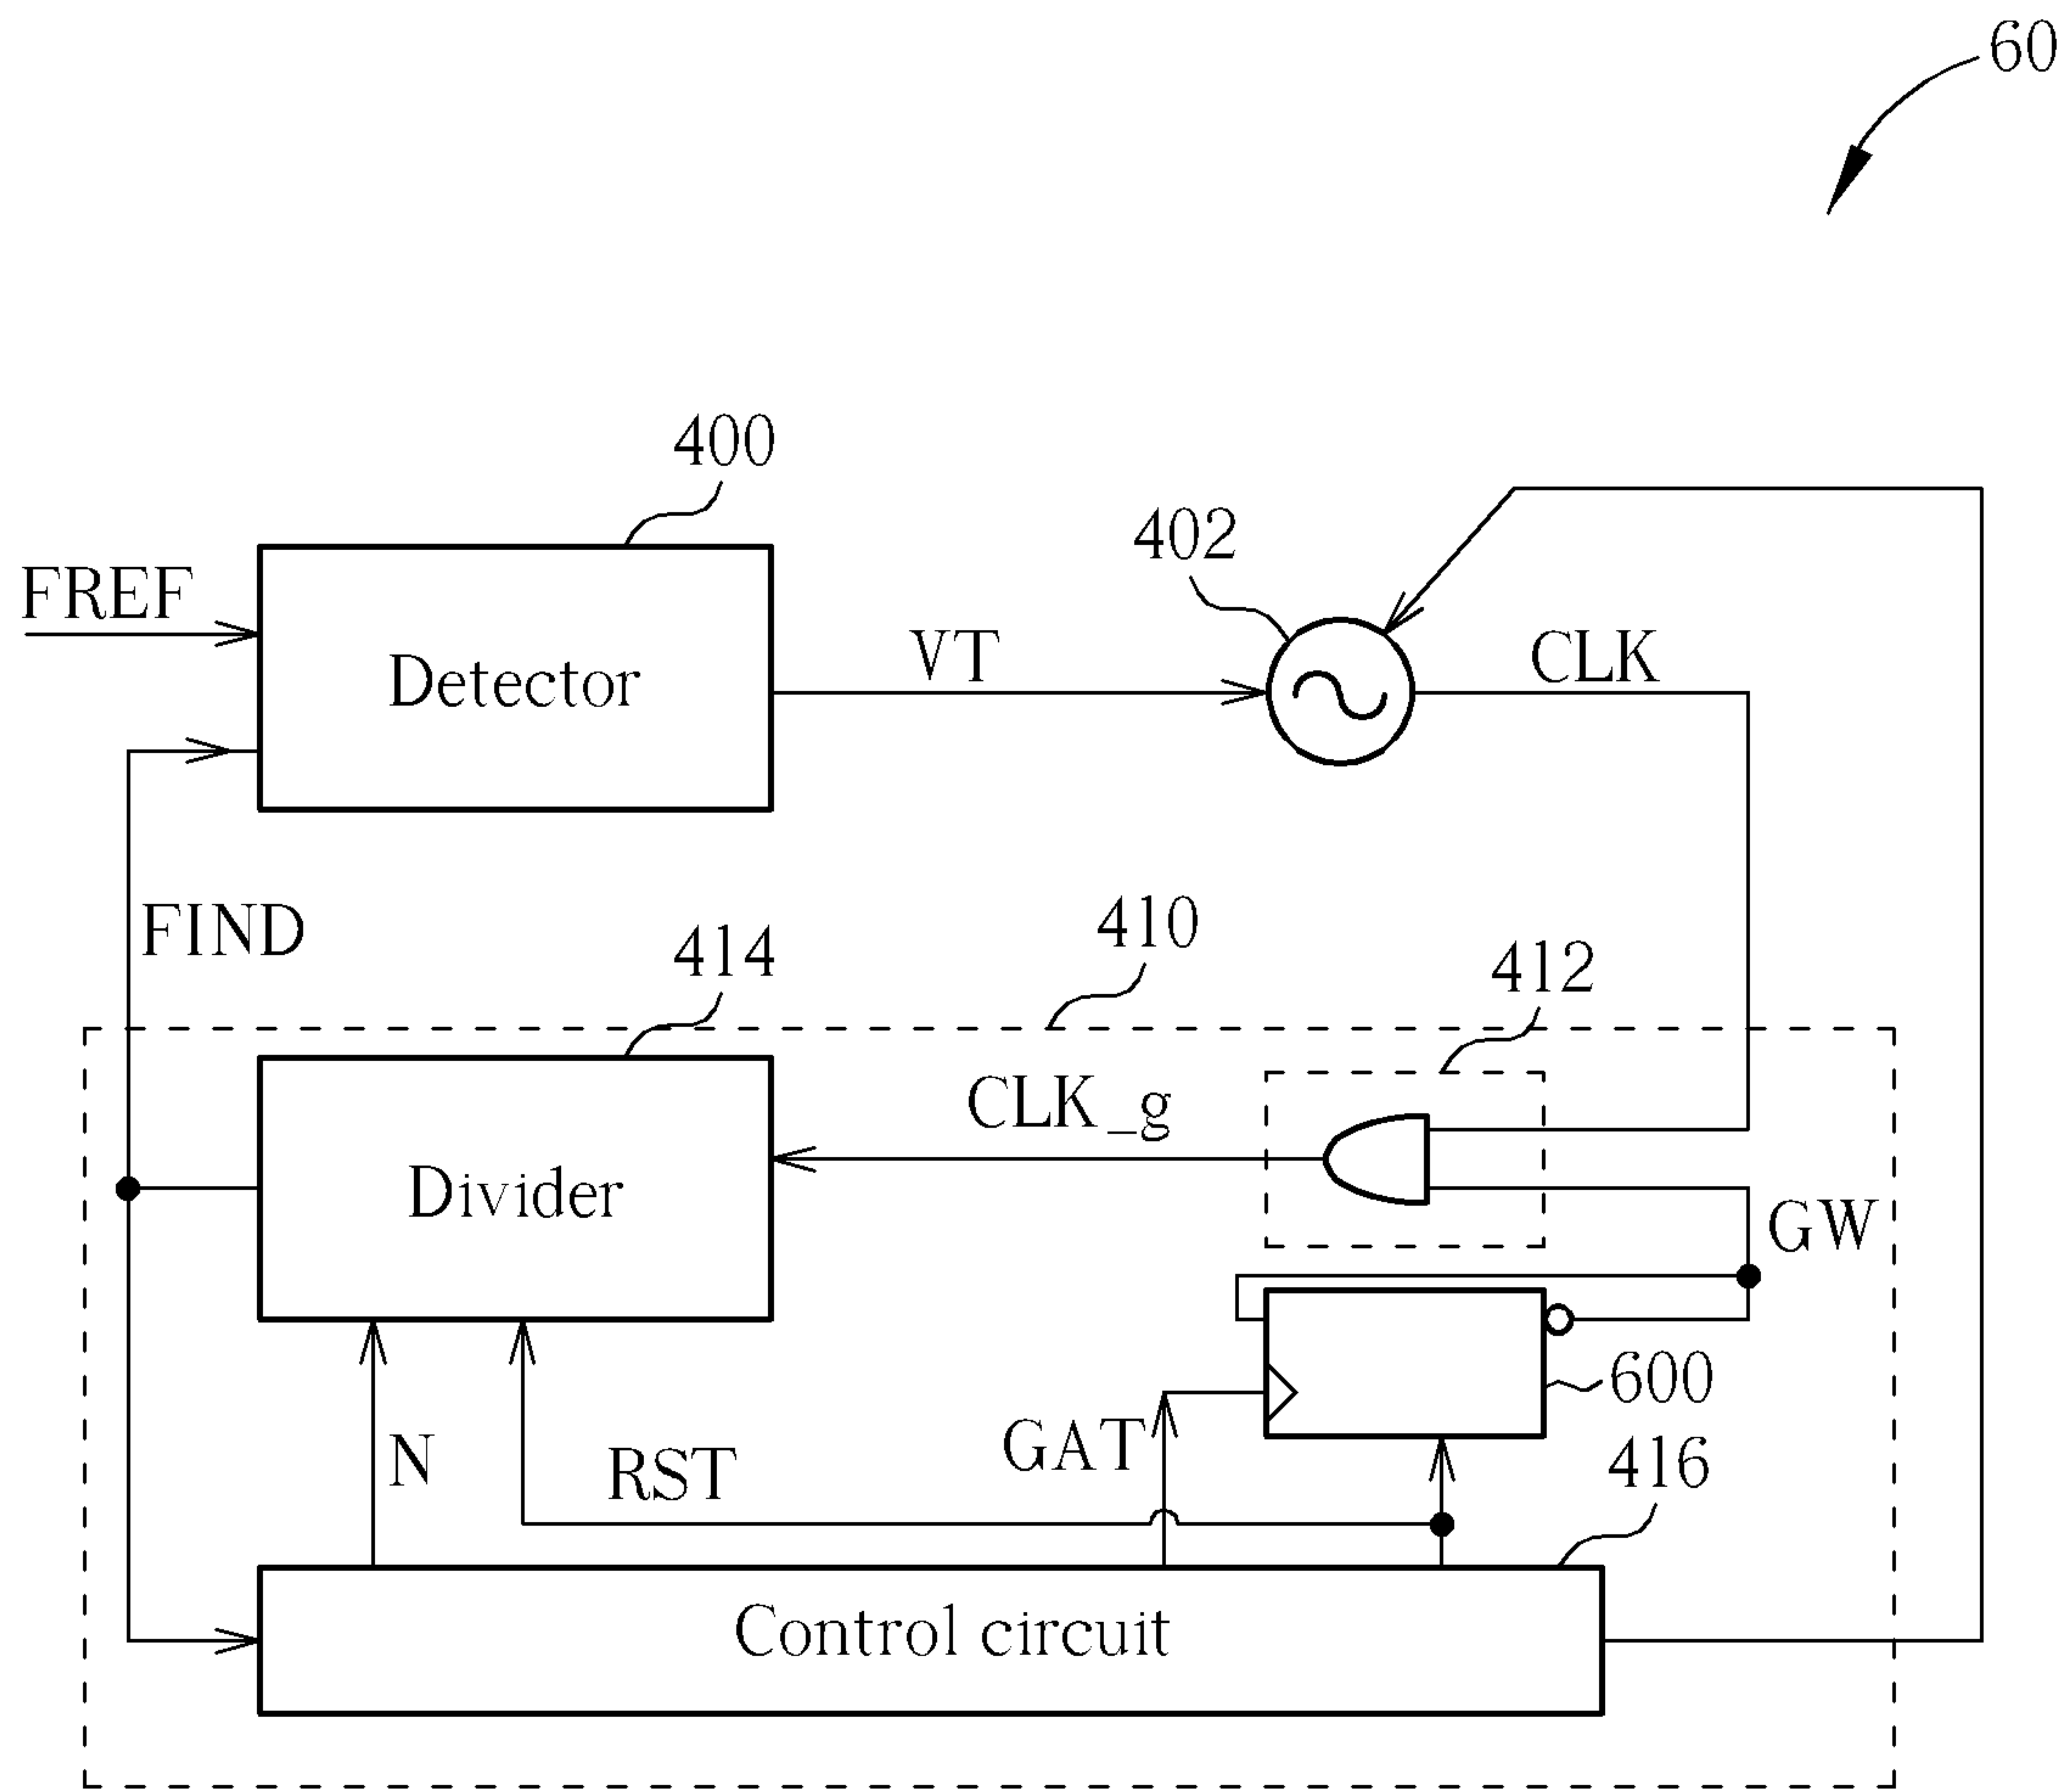 60
400
402
FREF
VT
CLK
Detector
FIND
414
410
412
CLK_g
Divider
GW
600
GAT
N
RST
416
Control circuit